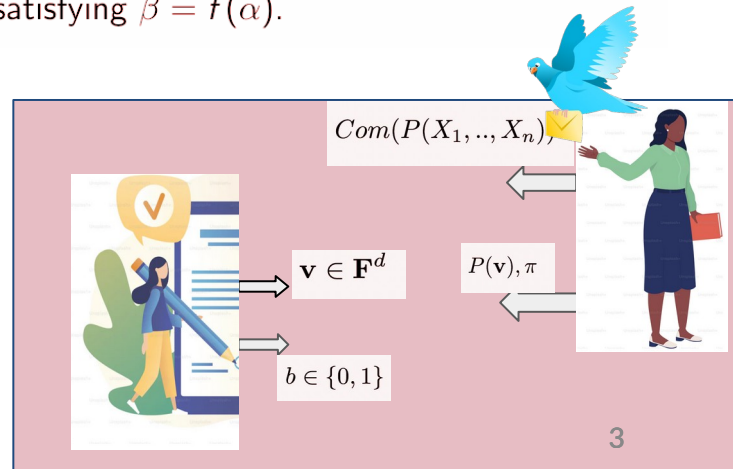 satisfying β = f(α).
Com(P(X₁, .., Xₙ))
v ∈ F^d
P(v), π
b ∈ {0, 1}
3